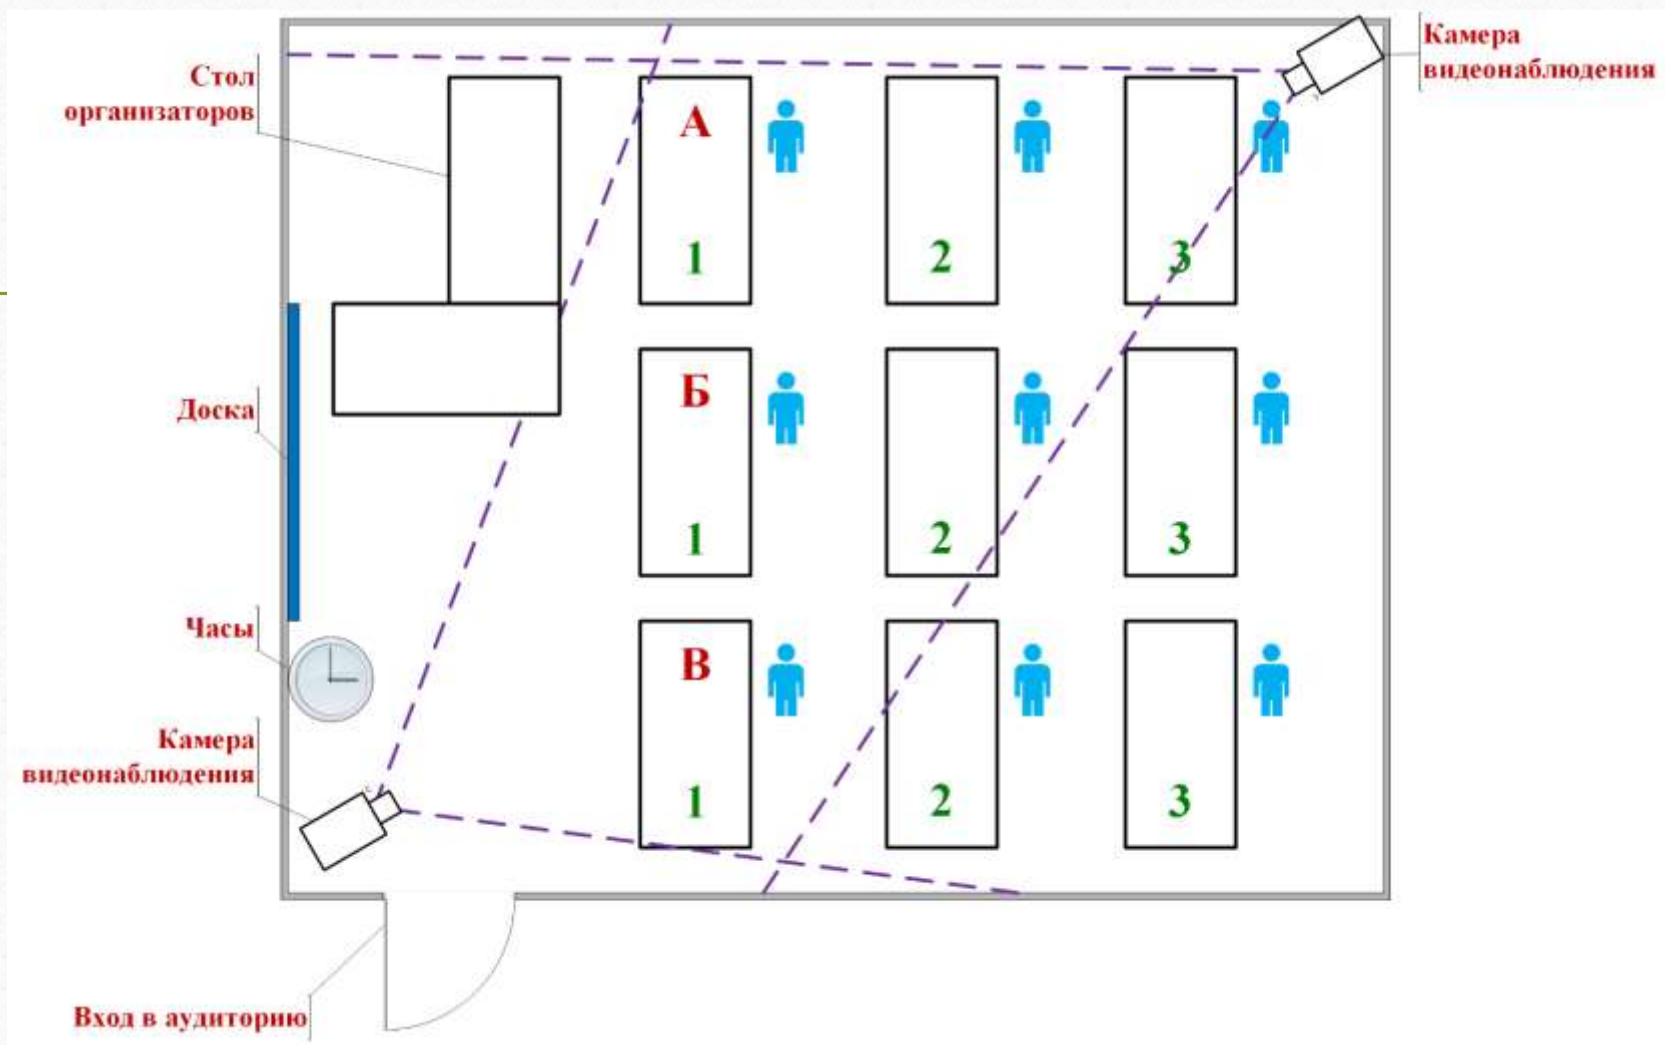 Камера
видеонаблюдения
Стол
организаторов
А
1
2
3
Доска
Б
1
2
3
Часы
В
1
2
3
Камера
видеонаблюдения
Вход в аудиторию